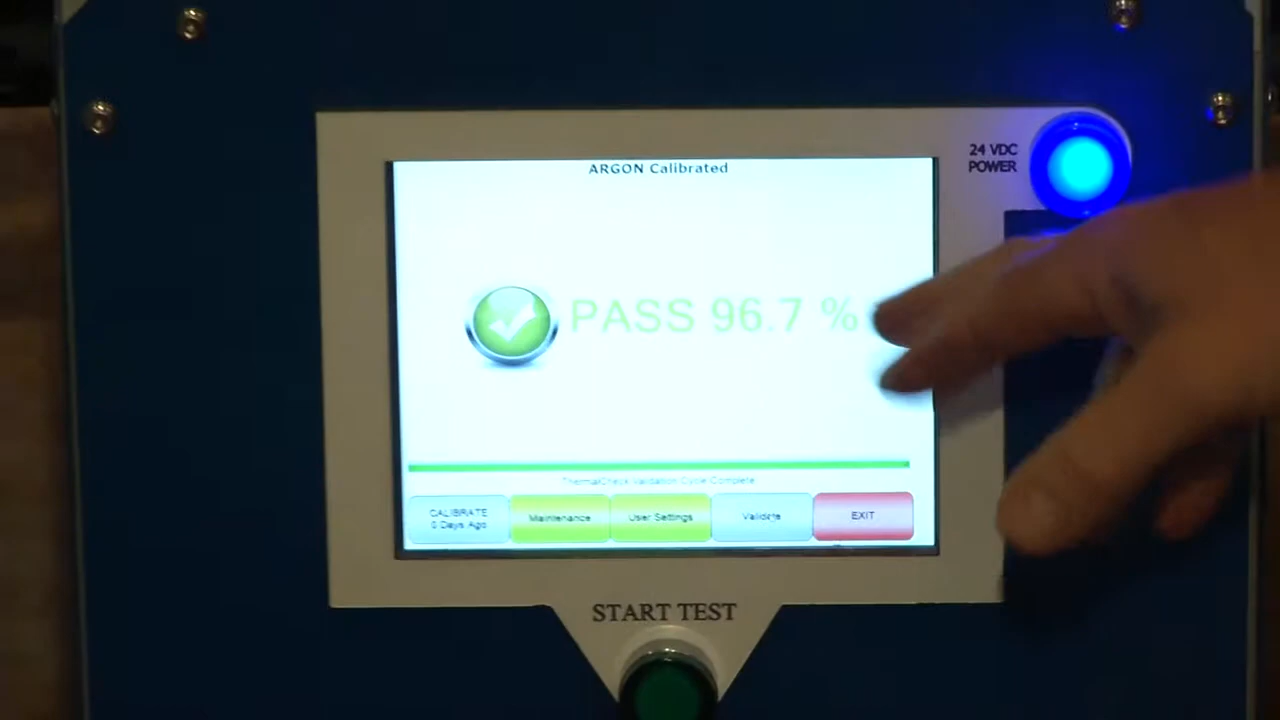 24 VDC
POWER
ARGON Calibrated
PASS 96.7 %
ThermalCheck Validation Cycle Complete
CALIBRATE
0 Days Ago
Maintenance
User Settings
Validate
EXIT
START TEST